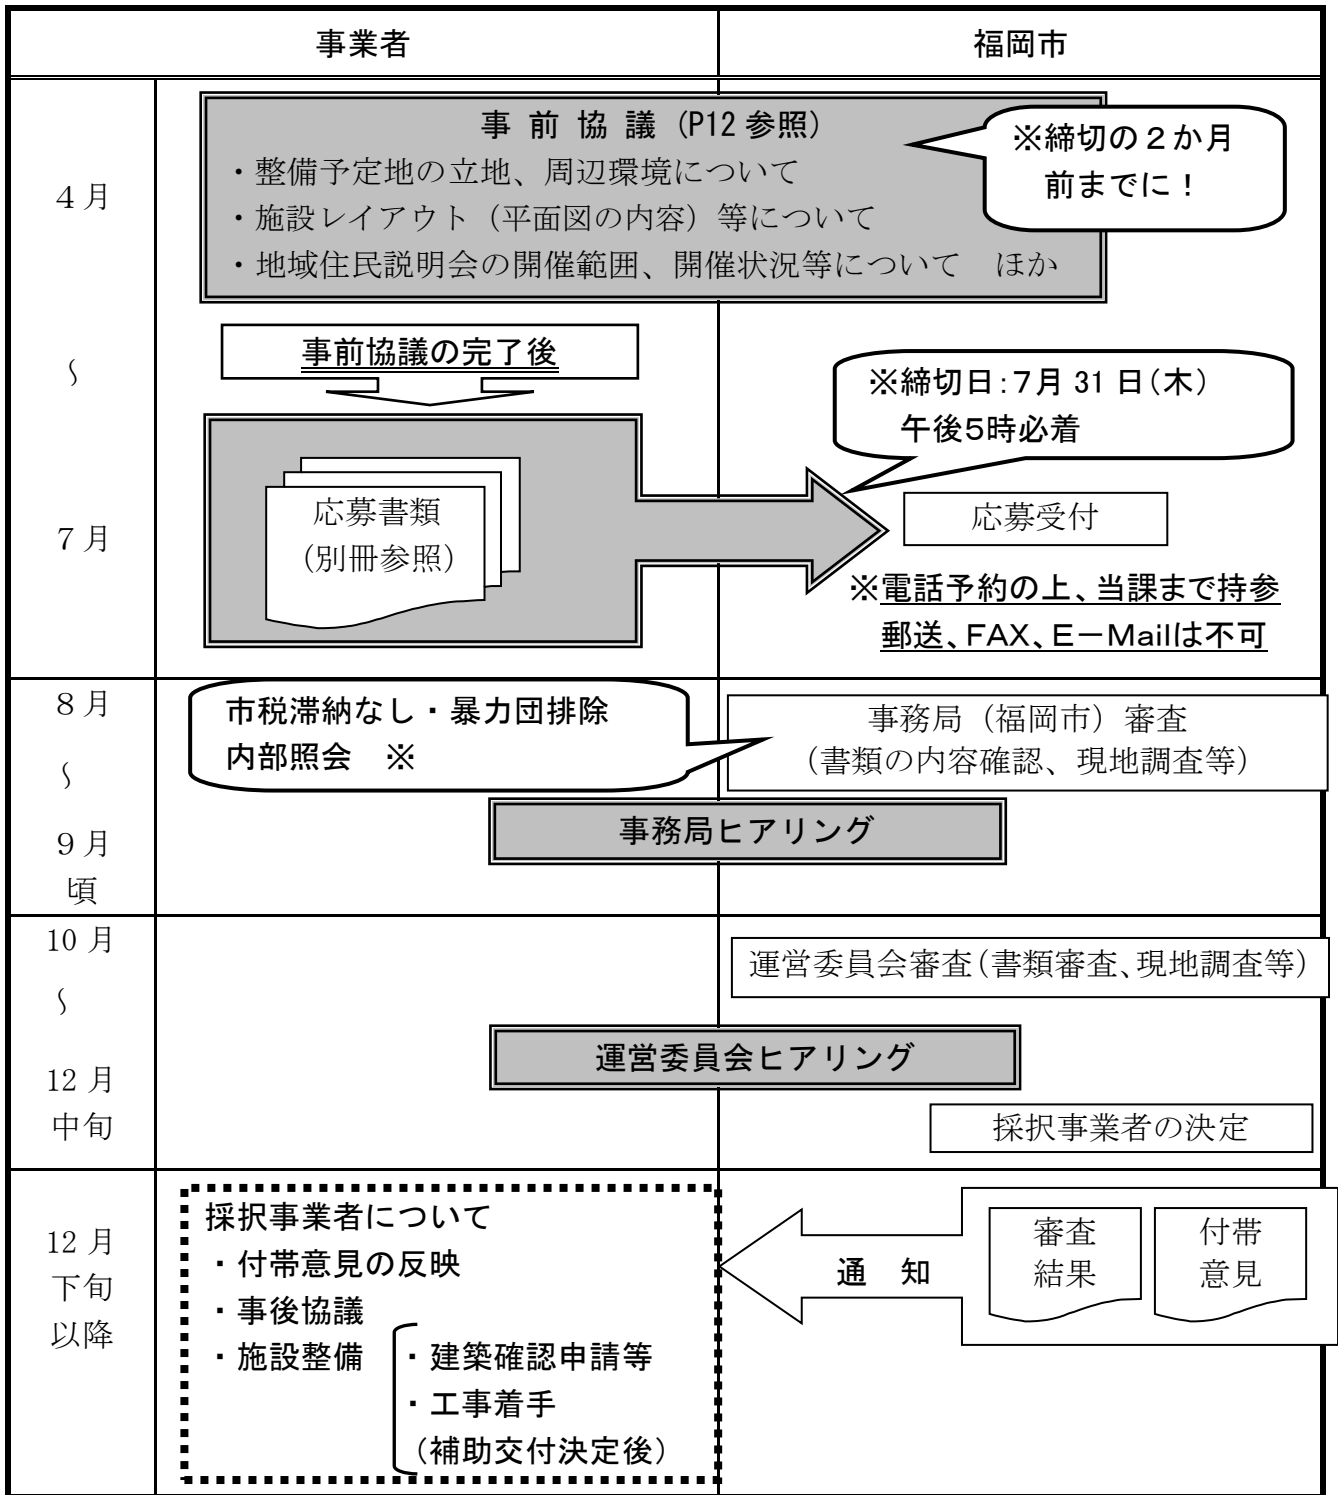 事業者
福岡市
4月
~
7月
事 前 協 議 (P12 参照)
・整備予定地の立地、周辺環境について
・施設レイアウト（平面図の内容）等について
・地域住民説明会の開催範囲、開催状況等について　ほか
※締切の２か月
前までに！
事前協議の完了後
応募書類
(別冊参照)
※締切日：7月 31 日(木)
午後5時必着
応募受付
※電話予約の上、当課まで持参
郵送、FAX、E－Mailは不可
8月
~
9月
頃
市税滞納なし・暴力団排除
内部照会　※
事務局（福岡市）審査
（書類の内容確認、現地調査等）
事務局ヒアリング
10月
~
12月
中旬
運営委員会審査(書類審査、現地調査等)
運営委員会ヒアリング
採択事業者の決定
12月
下旬
以降
採択事業者について
・付帯意見の反映
・事後協議
・施設整備
・建築確認申請等
・工事着手
（補助交付決定後）
通　知
審査
結果
付帯
意見